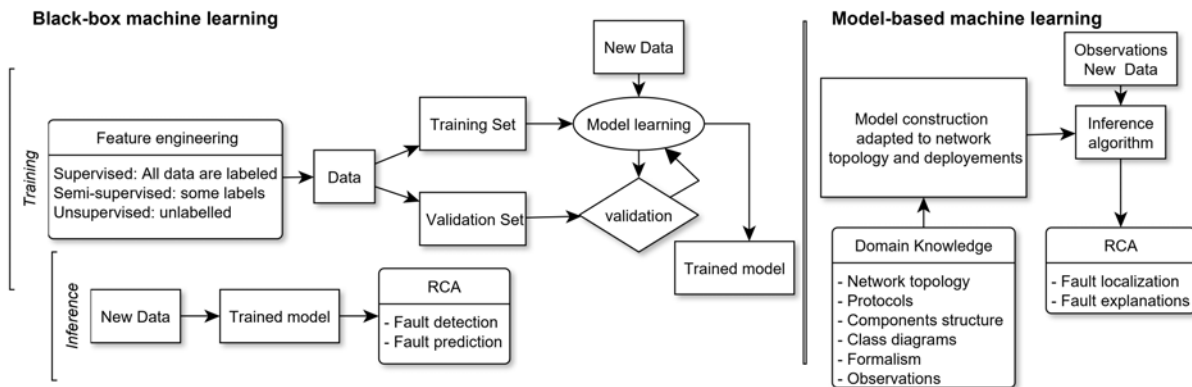 Black-box machine learning
Training
Feature engineering
Supervised: All data are labeled
Semi-supervised: some labels
Unsupervised: unlabelled
Data
Training Set
Validation Set
New Data
Model learning
validation
Trained model
Inference
New Data
Trained model
RCA
- Fault detection
- Fault prediction
Model-based machine learning
Observations
New Data
Model construction
adapted to network
topology and deployements
Inference
algorithm
Domain Knowledge
- Network topology
- Protocols
- Components structure
- Class diagrams
- Formalism
- Observations
RCA
- Fault localization
- Fault explanations